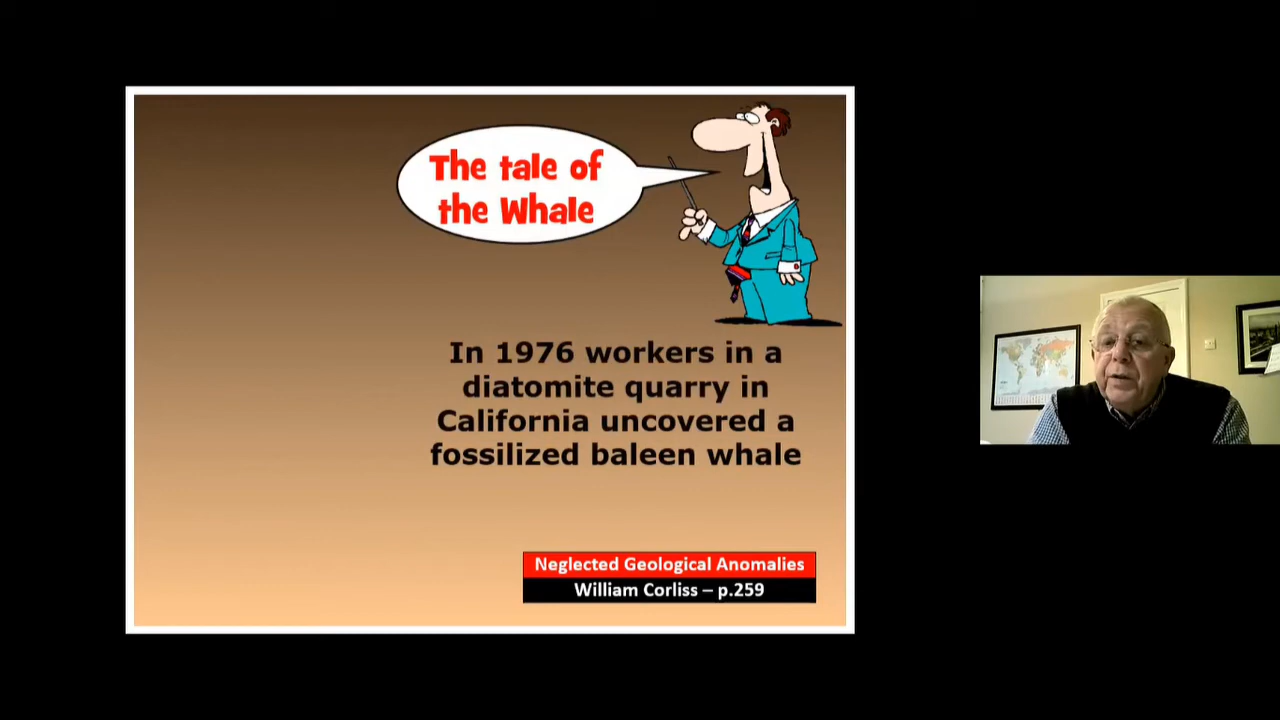 The tale of
the Whale
In 1976 workers in a
diatomite quarry in
California uncovered a
fossilized baleen whale
Neglected Geological Anomalies
William Corliss – p.259